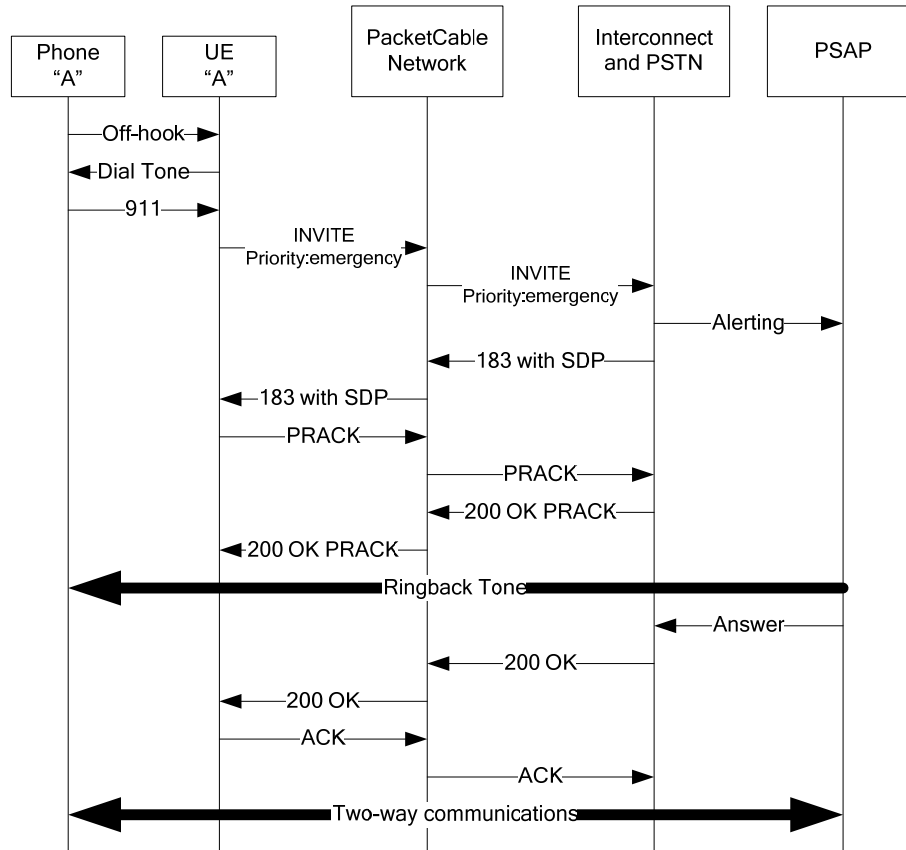 Phone
“A”
UE
“A”
PacketCable
Network
Interconnect
and PSTN
PSAP
Off-hook
Dial Tone
911
INVITE
Priority:emergency
INVITE
Priority:emergency
Alerting
183 with SDP
183 with SDP
PRACK
PRACK
200 OK PRACK
200 OK PRACK
Ringback Tone
Answer
200 OK
200 OK
ACK
ACK
Two-way communications